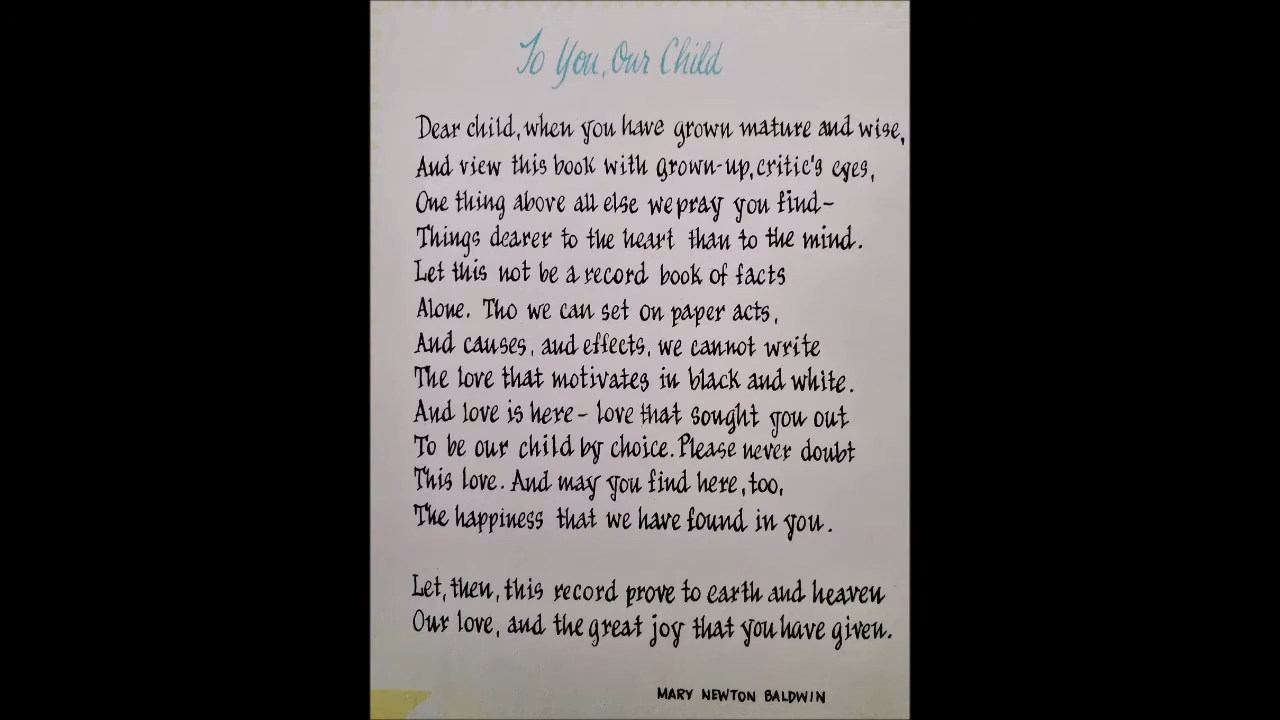 To You, Our Child
Dear child, when you have grown mature and wise,
And view this book with grown-up, critic's eyes,
One thing above all else we pray you find-
Things dearer to the heart than to the mind.
Let this not be a record book of facts
Alone. Tho we can set on paper acts,
And causes, and effects, we cannot write
The love that motivates in black and white.
And love is here- love that sought you out
To be our child by choice. Please never doubt
This love. And may you find here, too,
The happiness that we have found in you.
Let, then, this record prove to earth and heaven
Our love, and the great joy that you have given.
MARY NEWTON BALDWIN